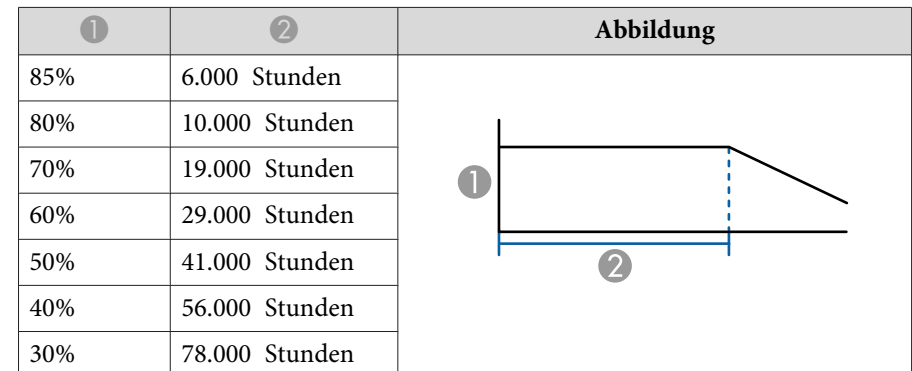 1 2 Abbildung
85% 6.000 Stunden
80% 10.000 Stunden
70% 19.000 Stunden
60% 29.000 Stunden
50% 41.000 Stunden
40% 56.000 Stunden
30% 78.000 Stunden
1
2